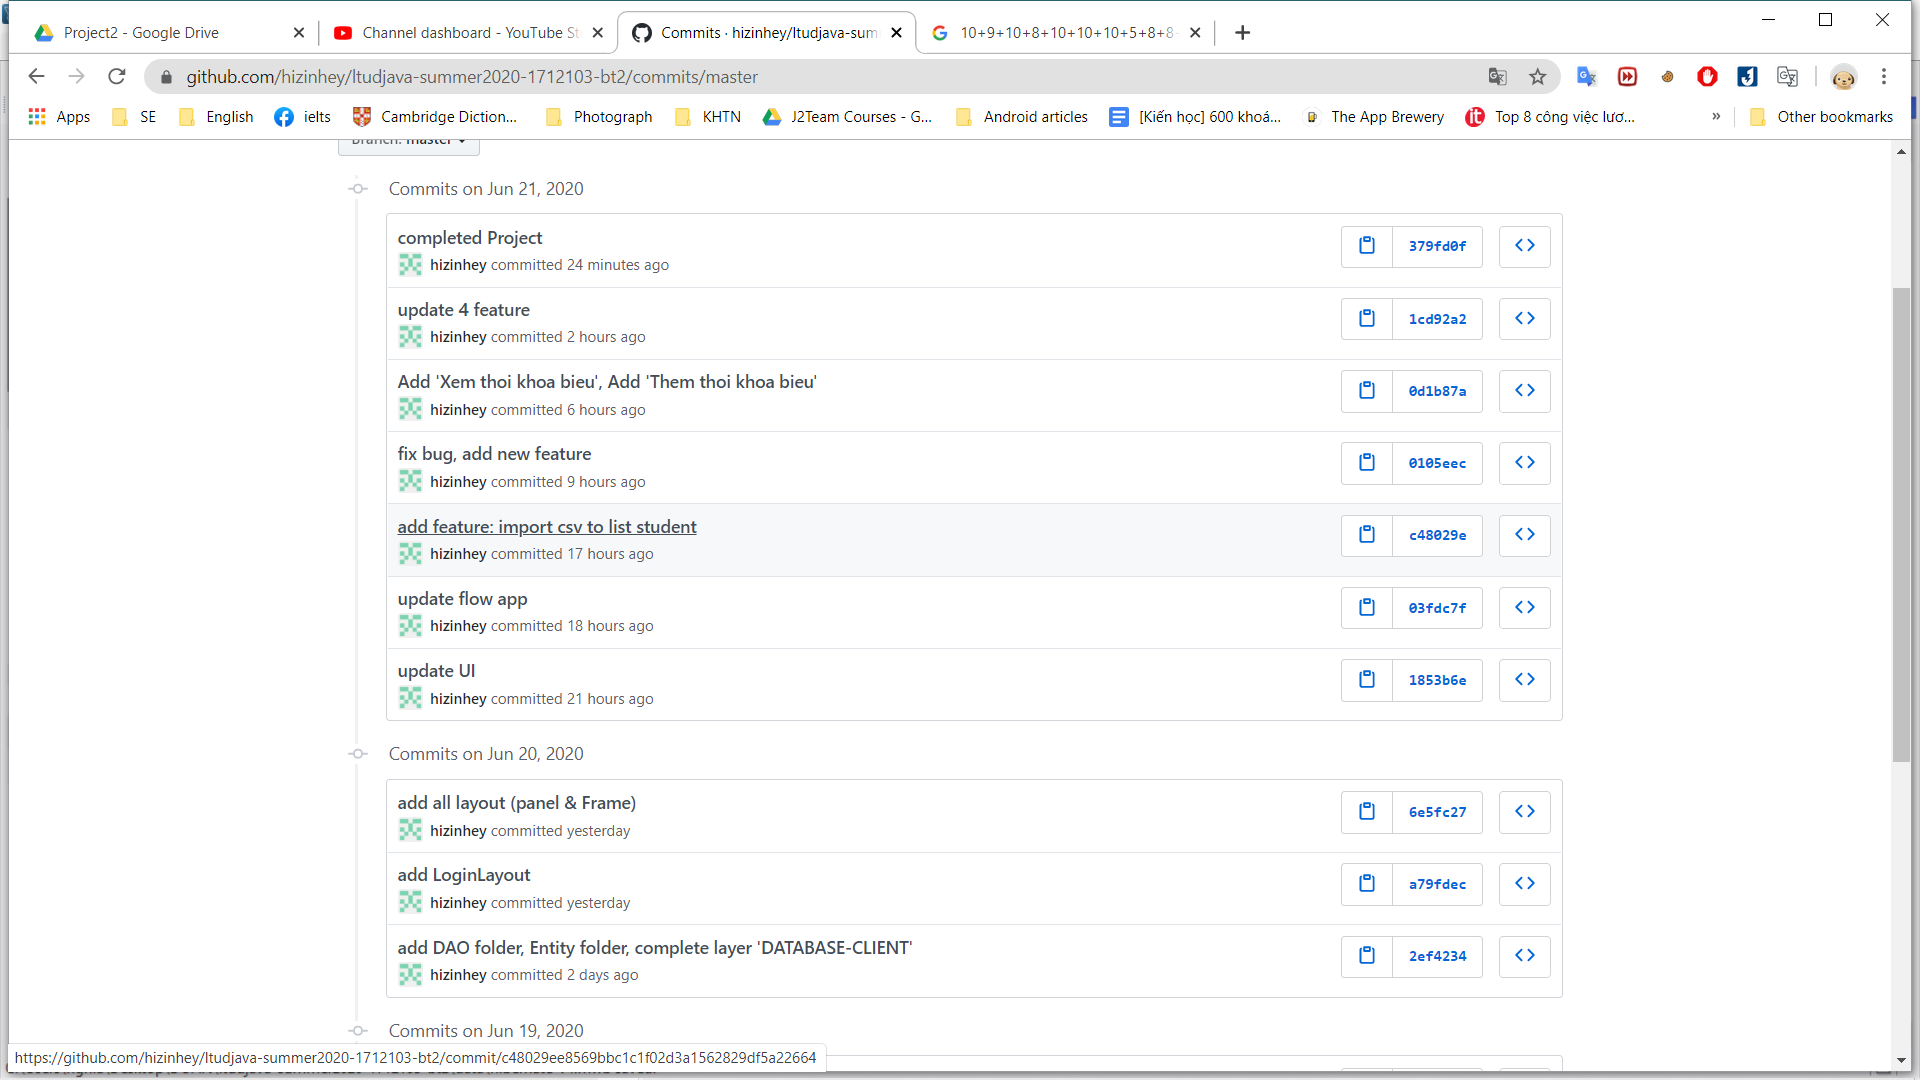 Project2 - Google Drive
Channel dashboard - YouTube St
Commits · hizinhey/ltudjava-sum
10+9+10+8+10+10+10+5+8+8-
github.com/hizinhey/ltudjava-summer2020-1712103-bt2/commits/master
Apps
SE
English
ielts
Cambridge Diction...
Photograph
KHTN
J2Team Courses - G...
Android articles
[Kiến học] 600 khoá...
The App Brewery
Top 8 công việc lươ...
»
Other bookmarks
Branch: master
Commits on Jun 21, 2020
completed Project
379fd0f
hizinhey committed 24 minutes ago
update 4 feature
1cd92a2
hizinhey committed 2 hours ago
Add 'Xem thoi khoa bieu', Add 'Them thoi khoa bieu'
0d1b87a
hizinhey committed 6 hours ago
fix bug, add new feature
0105eec
hizinhey committed 9 hours ago
add feature: import csv to list student
c48029e
hizinhey committed 17 hours ago
update flow app
03fdc7f
hizinhey committed 18 hours ago
update UI
1853b6e
hizinhey committed 21 hours ago
Commits on Jun 20, 2020
add all layout (panel & Frame)
6e5fc27
hizinhey committed yesterday
add LoginLayout
a79fdec
hizinhey committed yesterday
add DAO folder, Entity folder, complete layer 'DATABASE-CLIENT'
2ef4234
hizinhey committed 2 days ago
Commits on Jun 19, 2020
https://github.com/hizinhey/ltudjava-summer2020-1712103-bt2/commit/c48029ee8569bbc1c1f02d3a1562829df5a22664